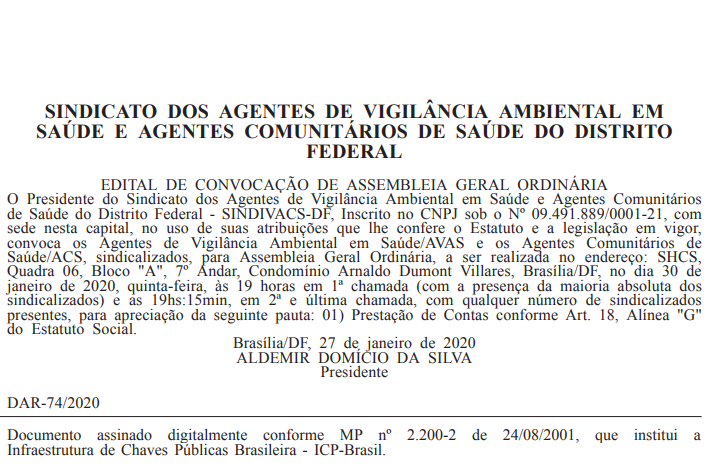 SINDICATO DOS AGENTES DE VIGILÂNCIA AMBIENTAL EM
SAÚDE E AGENTES COMUNITÁRIOS DE SAÚDE DO DISTRITO
FEDERAL
EDITAL DE CONVOCAÇÃO DE ASSEMBLEIA GERAL ORDINÁRIA
O Presidente do Sindicato dos Agentes de Vigilância Ambiental em Saúde e Agentes Comunitários
de Saúde do Distrito Federal - SINDIVACS-DF, Inscrito no CNPJ sob o Nº 09.491.889/0001-21, com
sede nesta capital, no uso de suas atribuições que lhe confere o Estatuto e a legislação em vigor,
convoca os Agentes de Vigilância Ambiental em Saúde/AVAS e os Agentes Comunitários de
Saúde/ACS, sindicalizados, para Assembleia Geral Ordinária, a ser realizada no endereço: SHCS,
Quadra 06, Bloco "A", 7º Andar, Condomínio Arnaldo Dumont Villares, Brasília/DF, no dia 30 de
janeiro de 2020, quinta-feira, às 19 horas em 1ª chamada (com a presença da maioria absoluta dos
sindicalizados) e às 19hs:15min, em 2ª e última chamada, com qualquer número de sindicalizados
presentes, para apreciação da seguinte pauta: 01) Prestação de Contas conforme Art. 18, Alínea "G"
do Estatuto Social.
Brasília/DF, 27 de janeiro de 2020
ALDEMIR DOMÍCIO DA SILVA
Presidente
DAR-74/2020
Documento assinado digitalmente conforme MP nº 2.200-2 de 24/08/2001, que institui a
Infraestrutura de Chaves Públicas Brasileira - ICP-Brasil.